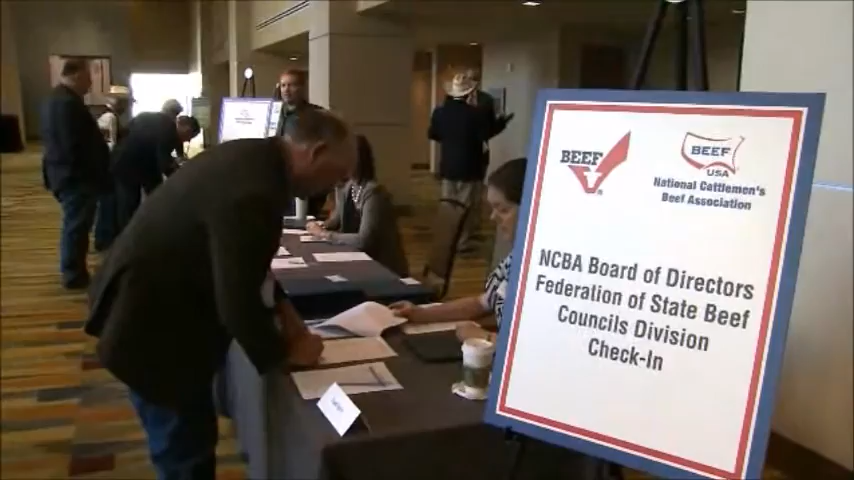 BEEF
BEEF
USA
National Cattlemen's
Beef Association
NCBA Board of Directors
Federation of State Beef
Councils Division
Check-In